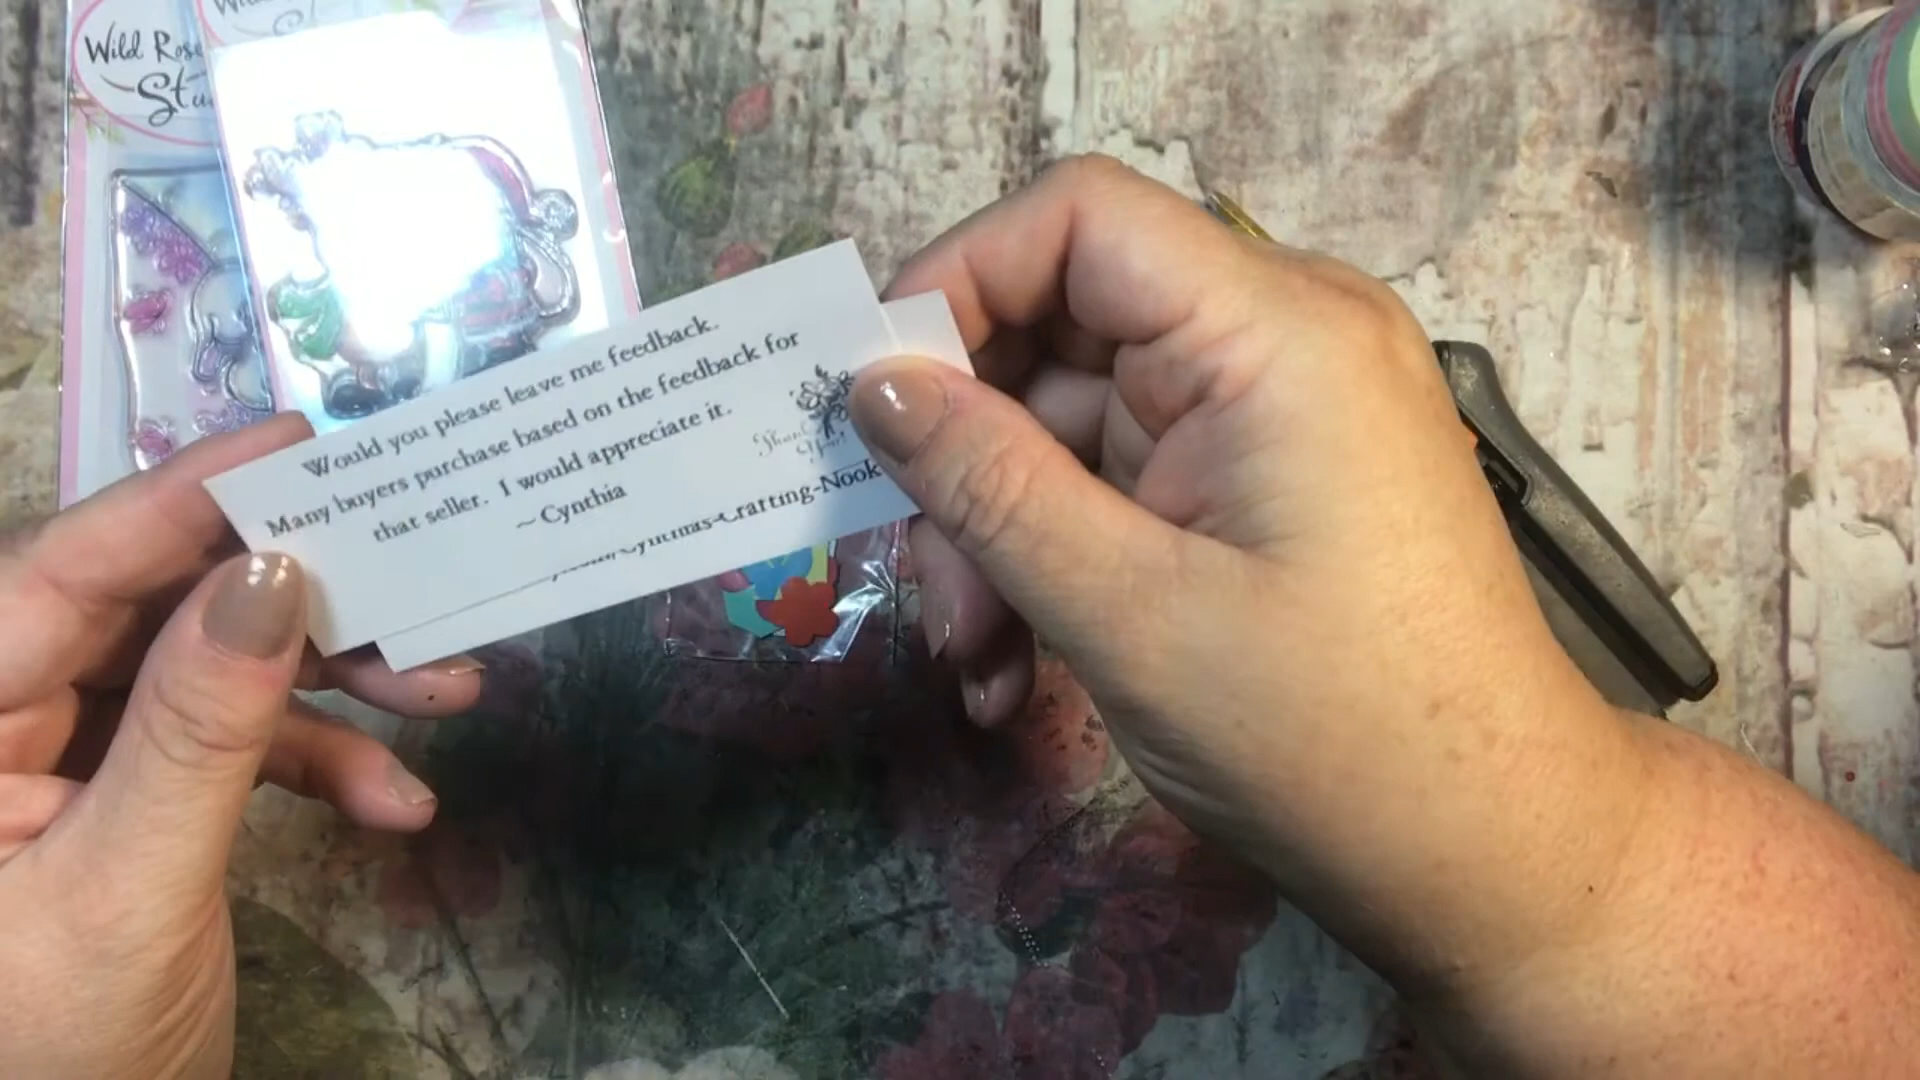 Wild Rose
Stu
Would you please leave me feedback.
Many buyers purchase based on the feedback for
that seller. I would appreciate it.
~ Cynthia
Thank
You!
Crafting-Nook